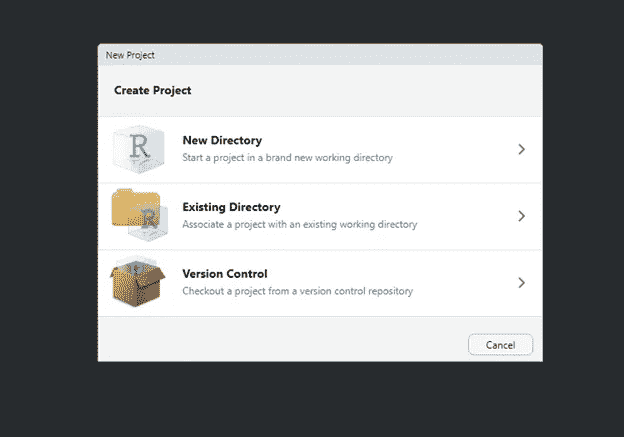 New Project
Create Project
R
New Directory
Start a project in a brand new working directory
R
Existing Directory
Associate a project with an existing working directory
Version Control
Checkout a project from a version control repository
Cancel